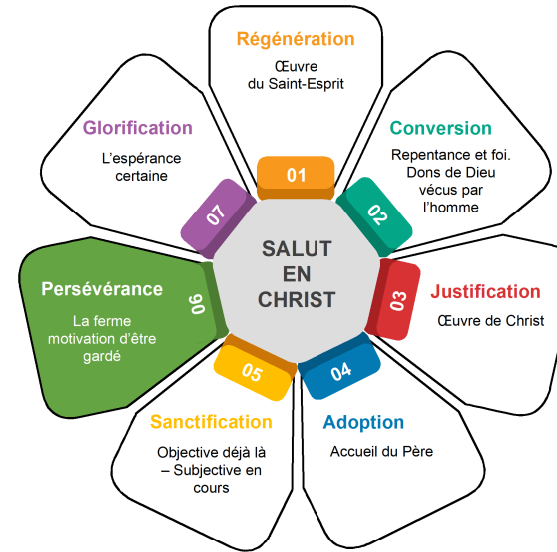 Régénération
Œuvre
du Saint-Esprit
01
Conversion
Repentance et foi.
Dons de Dieu
vécus par
l'homme
02
Justification
Œuvre de Christ
03
Adoption
Accueil du Père
04
Sanctification
Objective déjà là
– Subjective en
cours
05
Persévérance
La ferme
motivation d'être
gardé
06
Glorification
L'espérance
certaine
07
SALUT
EN
CHRIST